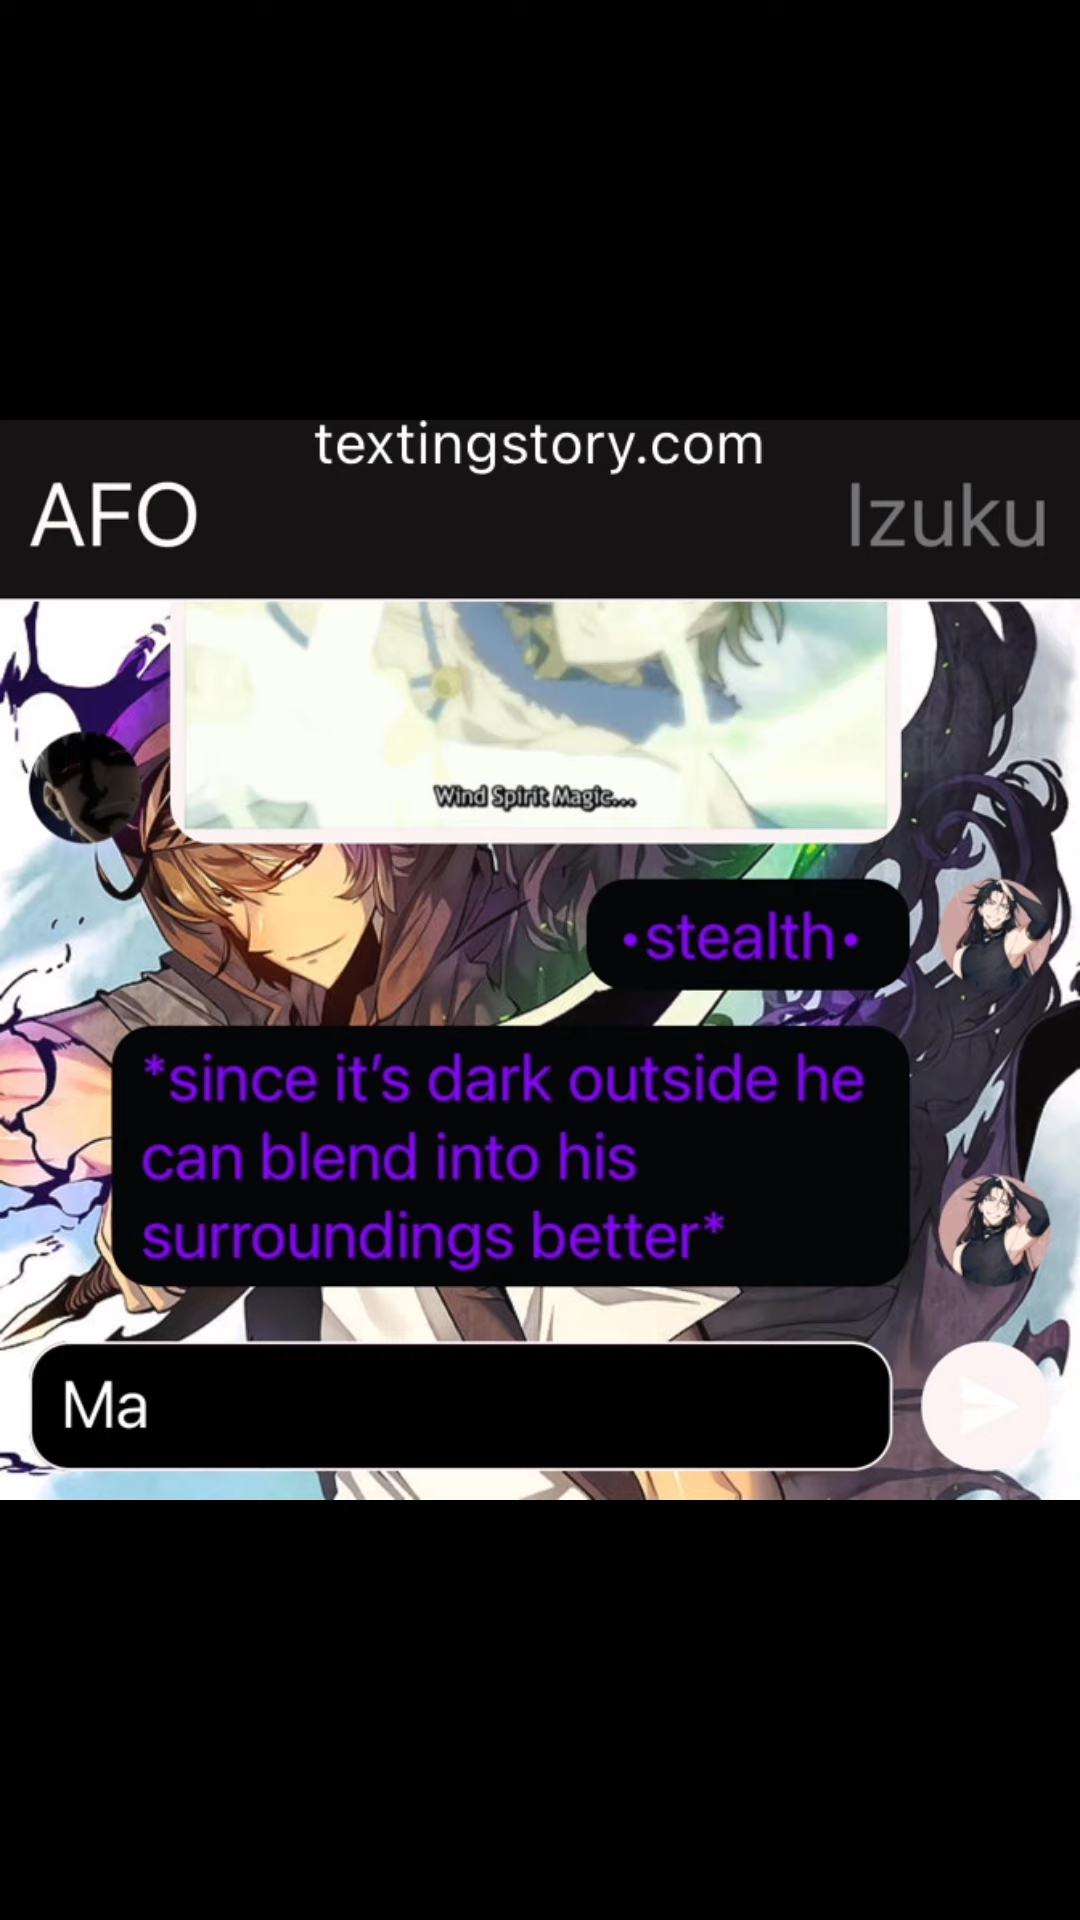 textingstory.com
AFO
Izuku
Wind Spirit Magic...
•stealth•
*since it’s dark outside he
can blend into his
surroundings better*
Ma